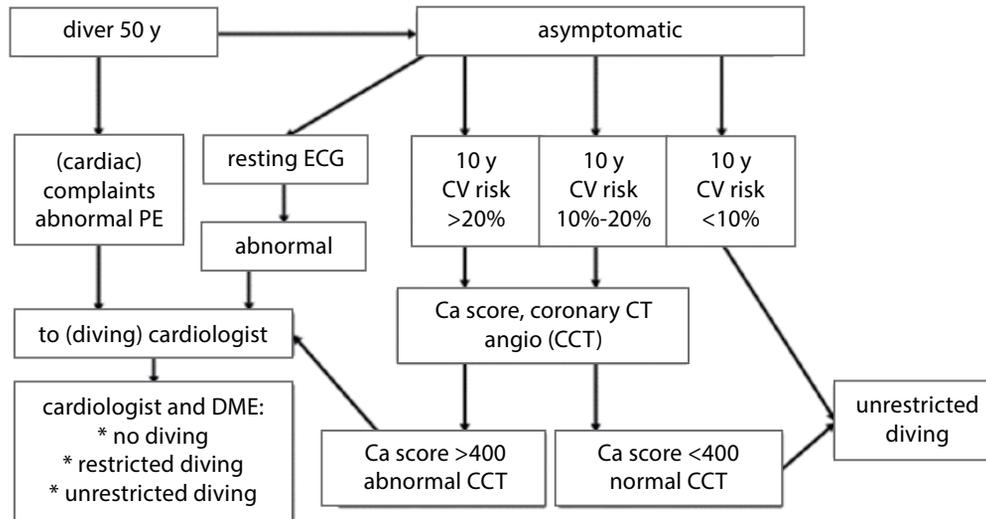 diver 50 y
asymptomatic
(cardiac)
complaints
abnormal PE
resting ECG
abnormal
10 y
CV risk
>20%
10 y
CV risk
10%-20%
10 y
CV risk
<10%
to (diving) cardiologist
Ca score, coronary CT
angio (CCT)
cardiologist and DME:
* no diving
* restricted diving
* unrestricted diving
Ca score >400
abnormal CCT
Ca score <400
normal CCT
unrestricted
diving